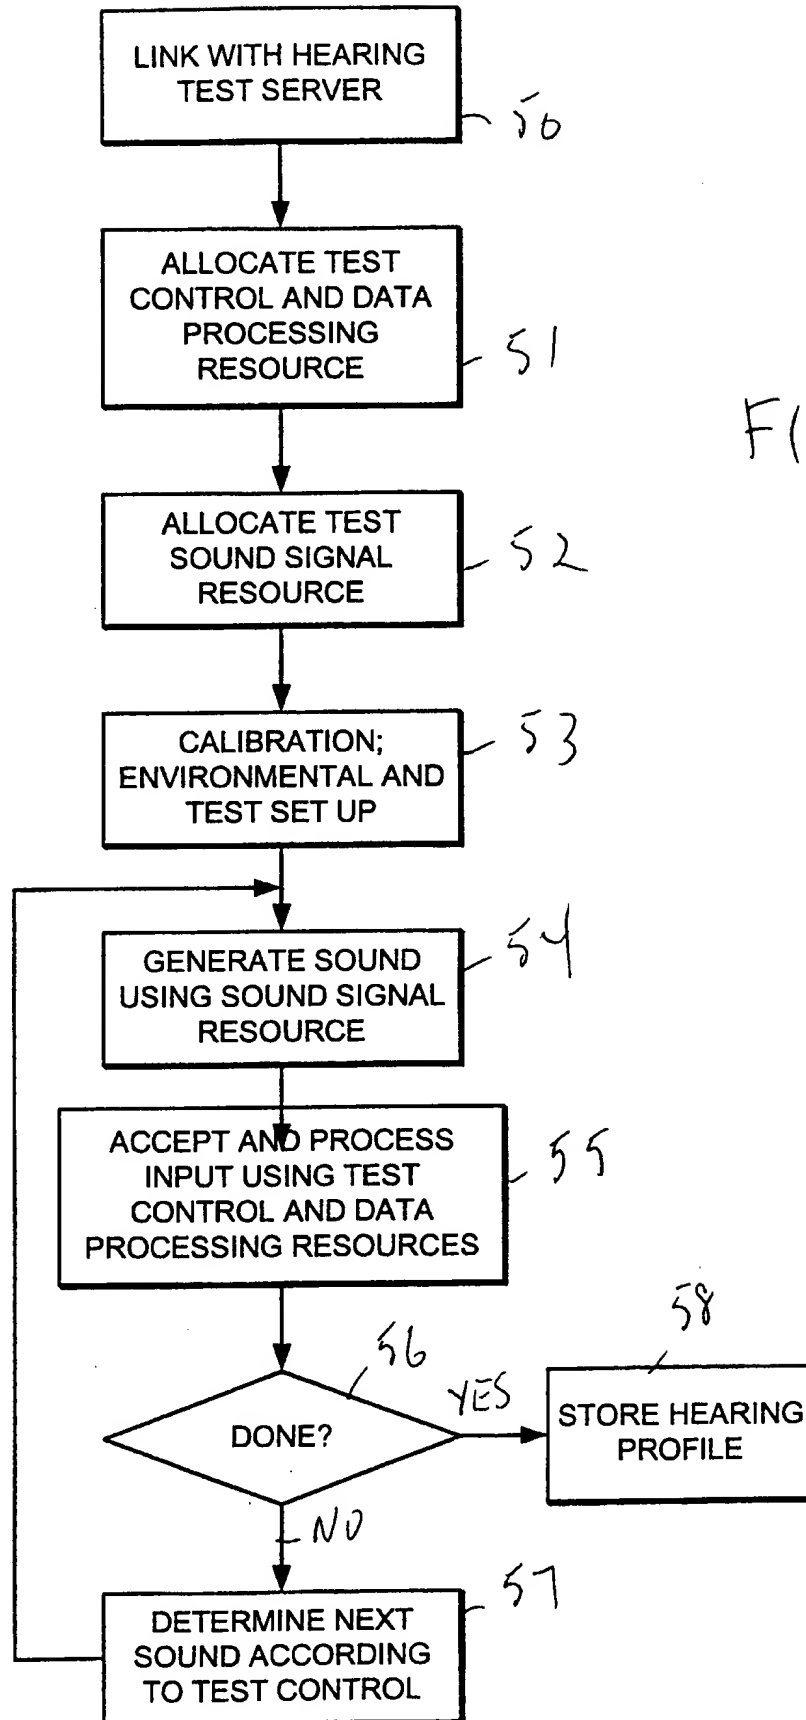 LINK WITH HEARING
TEST SERVER
50
ALLOCATE TEST
CONTROL AND DATA
PROCESSING
RESOURCE
51
ALLOCATE TEST
SOUND SIGNAL
RESOURCE
52
CALIBRATION;
ENVIRONMENTAL AND
TEST SET UP
53
GENERATE SOUND
USING SOUND SIGNAL
RESOURCE
54
ACCEPT AND PROCESS
INPUT USING TEST
CONTROL AND DATA
PROCESSING RESOURCES
55
DONE?
56
YES
STORE HEARING
PROFILE
58
NO
DETERMINE NEXT
SOUND ACCORDING
TO TEST CONTROL
57